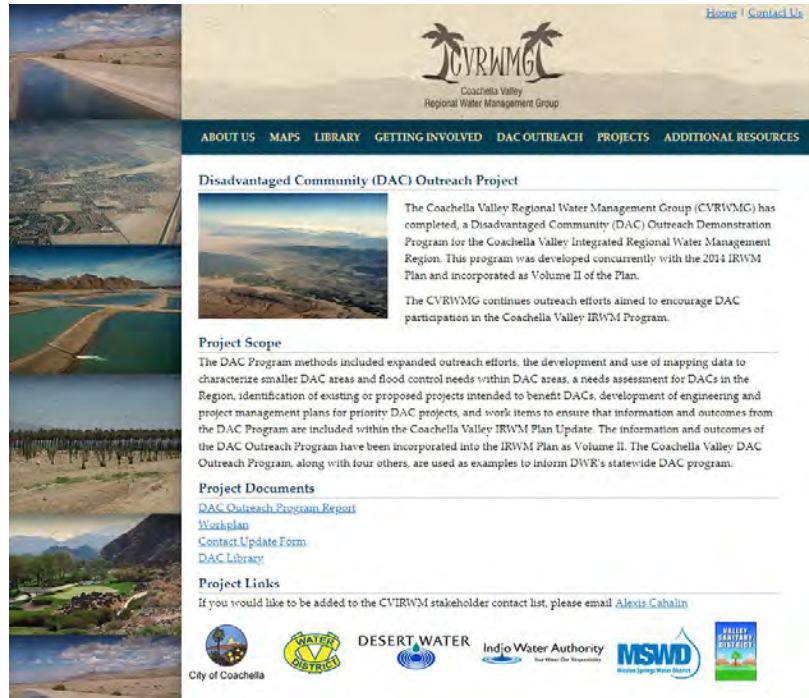 Home | Contact Us
CVRWMG
Coachella Valley
Regional Water Management Group
ABOUT US MAPS LIBRARY GETTING INVOLVED DAC OUTREACH PROJECTS ADDITIONAL RESOURCES
Disadvantaged Community (DAC) Outreach Project
The Coachella Valley Regional Water Management Group (CVRWMG) has
completed, a Disadvantaged Community (DAC) Outreach Demonstration
Program for the Coachella Valley Integrated Regional Water Management
Region. This program was developed concurrently with the 2014 IRWM
Plan and incorporated as Volume II of the Plan.
The CVRWMG continues outreach efforts aimed to encourage DAC
participation in the Coachella Valley IRWM Program.
Project Scope
The DAC Program methods included expanded outreach efforts, the development and use of mapping data to
characterize smaller DAC areas and flood control needs within DAC areas, a needs assessment for DACs in the
Region, identification of existing or proposed projects intended to benefit DACs, development of engineering and
project management plans for priority DAC projects, and work items to ensure that information and outcomes from
the DAC Program are included within the Coachella Valley IRWM Plan Update. The information and outcomes of
the DAC Outreach Program have been incorporated into the IRWM Plan as Volume II. The Coachella Valley DAC
Outreach Program, along with four others, are used as examples to inform DWR's statewide DAC program.
Project Documents
DAC Outreach Program Report
Workplan
Contact Update Form
DAC Library
Project Links
If you would like to be added to the CVIRWM stakeholder contact list, please email Alexis Cahalin
City of Coachella
WATER
DISTRICT
DESERT WATER
Indio Water Authority
MSWD
Mission Springs Water District
VALLEY
SANITARY
DISTRICT